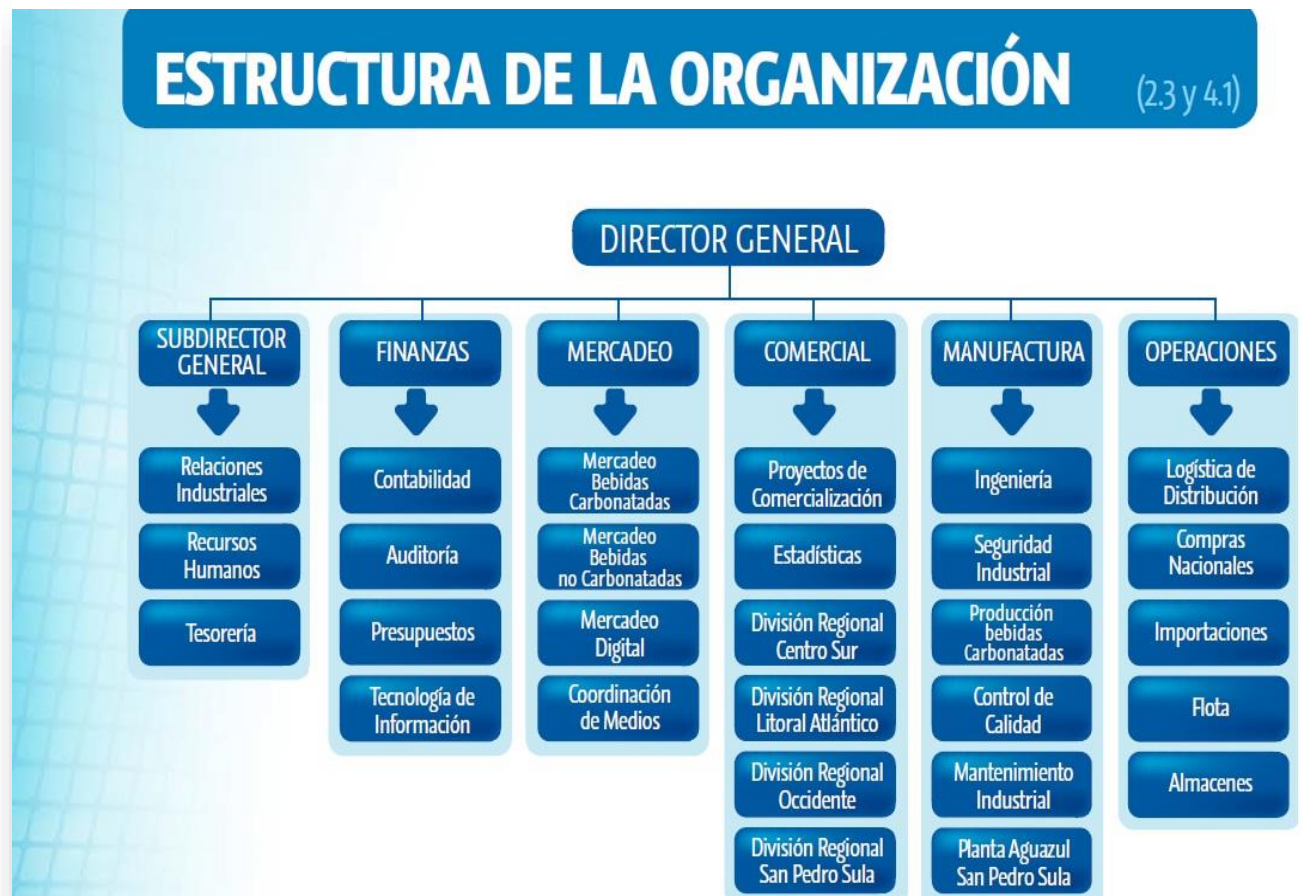 ESTRUCTURA DE LA ORGANIZACIÓN (2.3 y 4.1)
DIRECTOR GENERAL
SUBDIRECTOR
GENERAL
Relaciones
Industriales
Recursos
Humanos
Tesorería
FINANZAS
Contabilidad
Auditoría
Presupuestos
Tecnología de
Información
MERCADEO
Mercadeo
Bebidas
Carbonatadas
Mercadeo
Bebidas
no Carbonatadas
Mercadeo
Digital
Coordinación
de Medios
COMERCIAL
Proyectos de
Comercialización
Estadísticas
División Regional
Centro Sur
División Regional
Litoral Atlántico
División Regional
Occidente
División Regional
San Pedro Sula
MANUFACTURA
Ingeniería
Seguridad
Industrial
Producción
bebidas
Carbonatadas
Control de
Calidad
Mantenimiento
Industrial
Planta Aguazul
San Pedro Sula
OPERACIONES
Logística de
Distribución
Compras
Nacionales
Importaciones
Flota
Almacenes